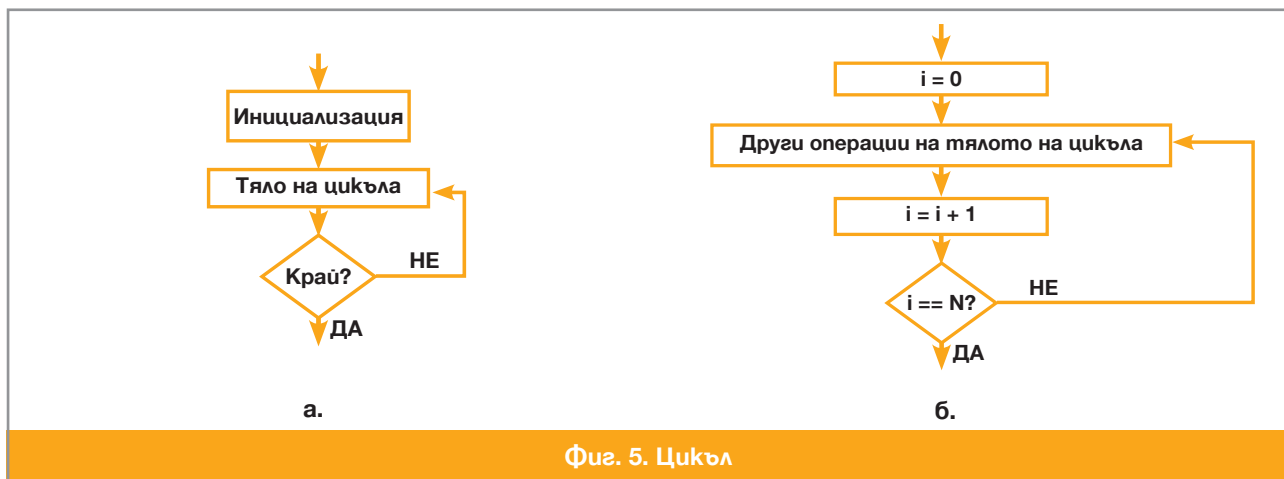 Инициализация
Тяло на цикъла
Край?
НЕ
ДА
а.
i = 0
Други операции на тялото на цикъла
i = i + 1
i == N?
НЕ
ДА
б.
Фиг. 5. Цикъл